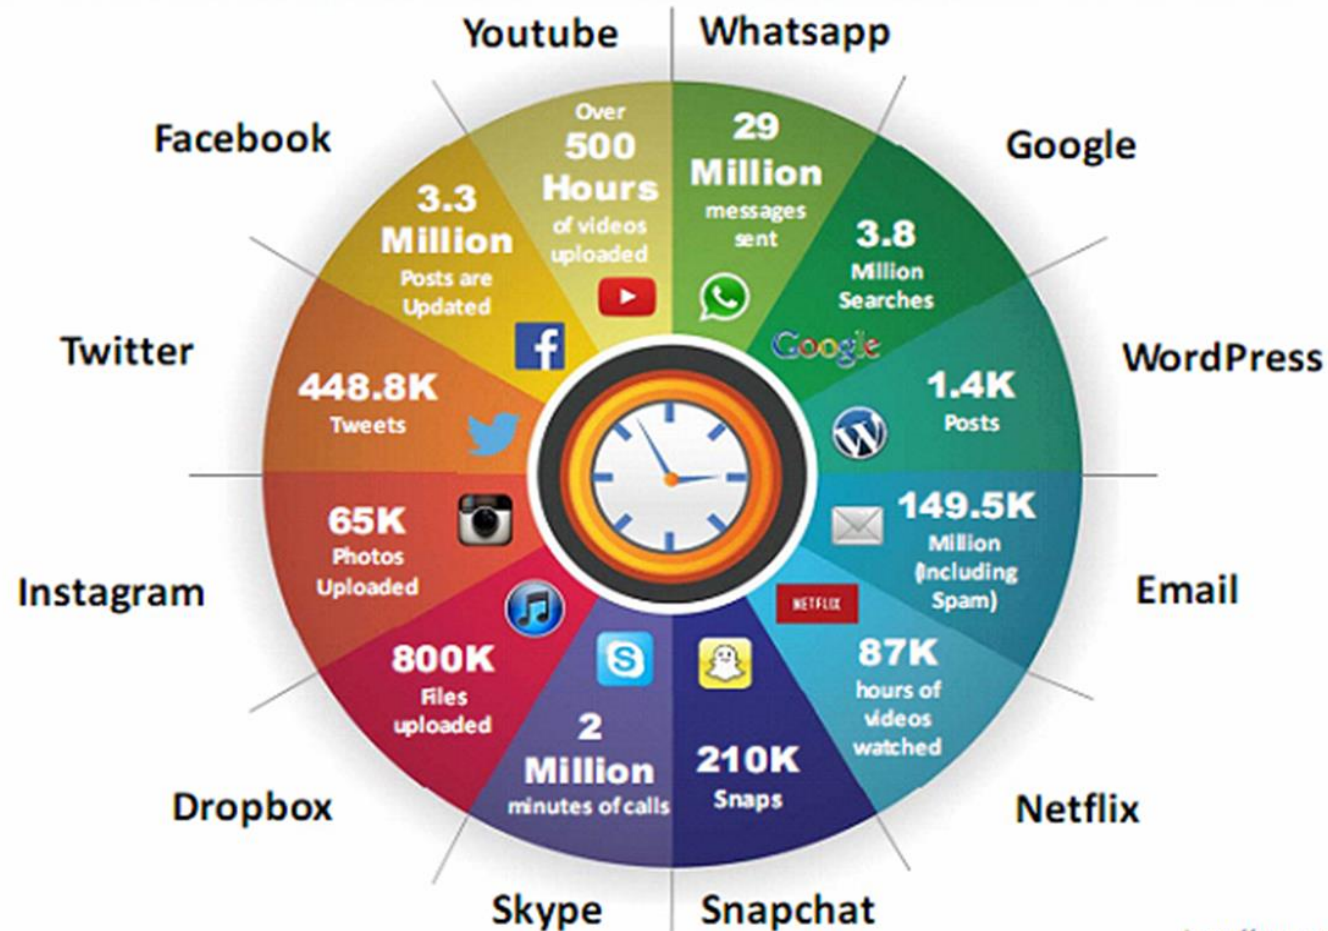 Youtube
Whatsapp
Facebook
Google
Twitter
WordPress
Instagram
Email
Dropbox
Netflix
Skype
Snapchat
Over
500
Hours
of videos
uploaded
29
Million
messages
sent
3.8
Million
Searches
Google
1.4K
Posts
149.5K
Million
(Including
Spam)
NETFLIX
87K
hours of
videos
watched
210K
Snaps
2
Million
minutes of calls
800K
Files
uploaded
65K
Photos
Uploaded
448.8K
Tweets
3.3
Million
Posts are
Updated